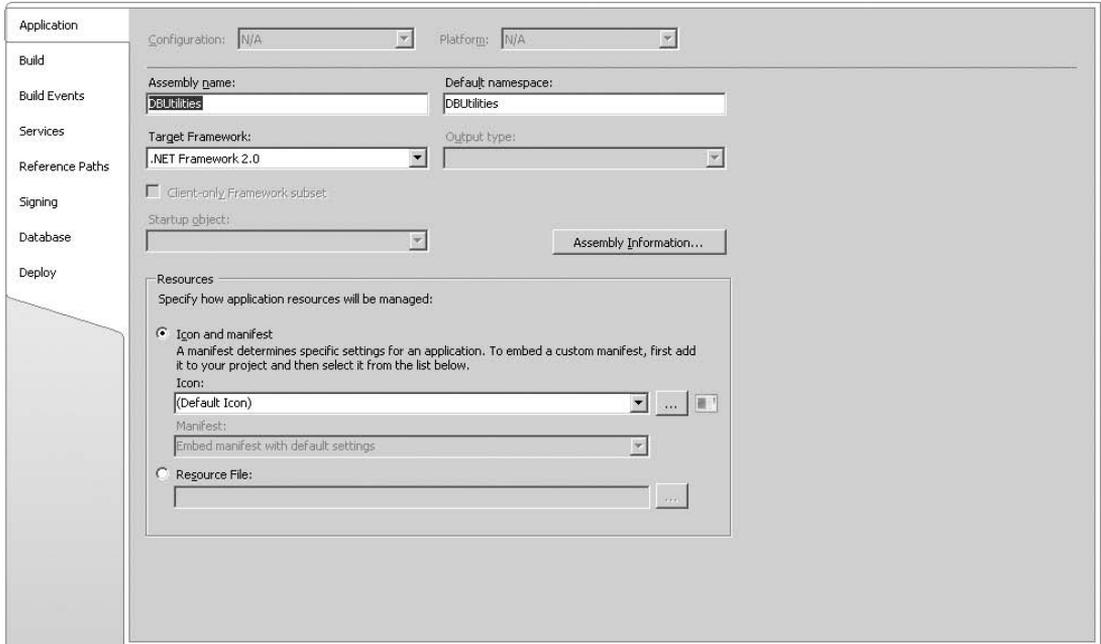 Application
Build
Build Events
Services
Reference Paths
Signing
Database
Deploy
Configuration: N/A Platform: N/A
Assembly name: Default namespace:
DBUtilities DBUtilities
Target Framework: Output type:
.NET Framework 2.0
Client-only Framework subset
Startup object:
Assembly Information...
Resources
Specify how application resources will be managed:
Icon and manifest
A manifest determines specific settings for an application. To embed a custom manifest, first add
it to your project and then select it from the list below.
Icon:
(Default Icon) ...
Manifest:
Embed manifest with default settings
Resource File:
...